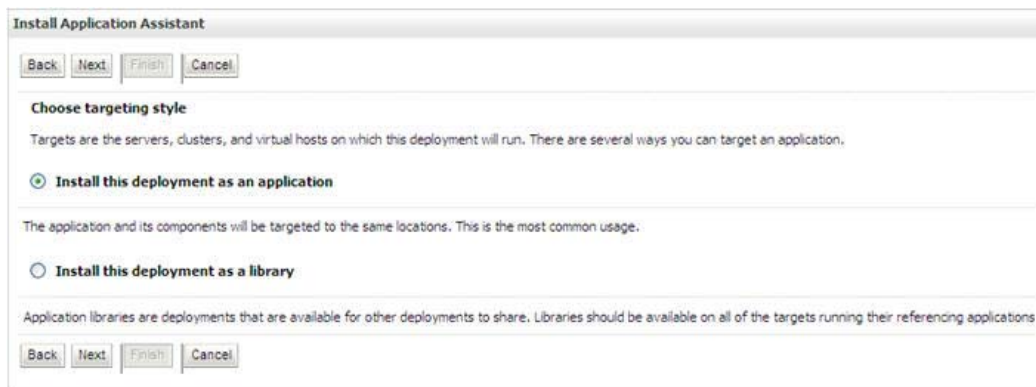 Install Application Assistant
Back Next Finish Cancel
Choose targeting style
Targets are the servers, clusters, and virtual hosts on which this deployment will run. There are several ways you can target an application.
Install this deployment as an application
The application and its components will be targeted to the same locations. This is the most common usage.
Install this deployment as a library
Application libraries are deployments that are available for other deployments to share. Libraries should be available on all of the targets running their referencing applications
Back Next Finish Cancel